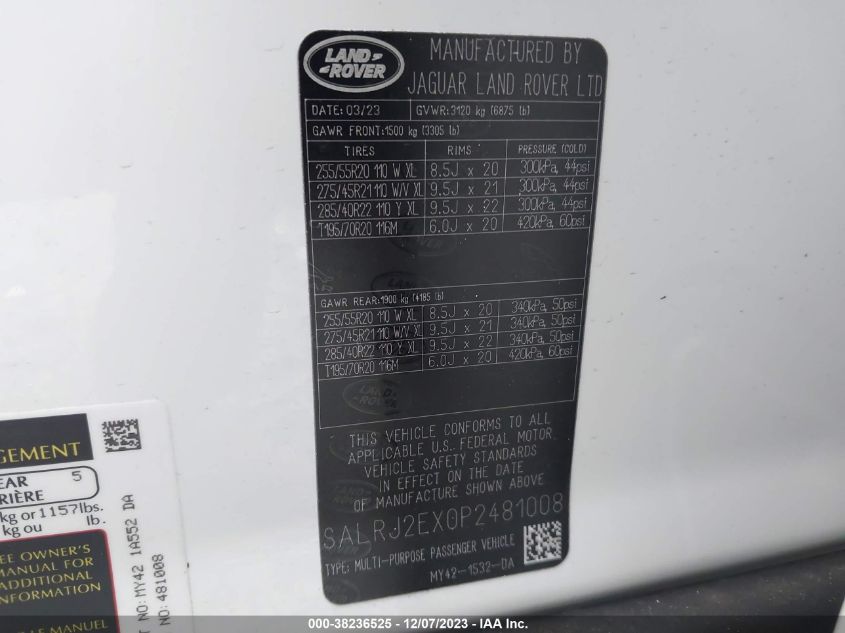 LAND ROVER
MANUFACTURED BY
JAGUAR LAND ROVER LTD
DATE: 03/23 GVWR:3120 kg (6875 lb)
GAWR FRONT:1500 kg (3305 lb)
TIRES RIMS PRESSURE (COLD)
255/55R20 110 W XL 8.5J x 20 300kPa, 44psi
275/45R21 110 W/V XL 9.5J x 21 300kPa, 44psi
285/40R22 110 Y XL 9.5J x 22 300kPa, 44psi
T195/70R20 116M 6.0J x 20 420kPa, 60psi
GAWR REAR:1900 kg (4185 lb)
255/55R20 110 W XL 8.5J x 20 340kPa, 50psi
275/45R21 110 W/V XL 9.5J x 21 340kPa, 50psi
285/40R22 110 Y XL 9.5J x 22 340kPa, 50psi
T195/70R20 116M 6.0J x 20 420kPa, 60psi
THIS VEHICLE CONFORMS TO ALL
APPLICABLE U.S. FEDERAL MOTOR
VEHICLE SAFETY STANDARDS
IN EFFECT ON THE DATE
OF MANUFACTURE SHOWN ABOVE
SALRJ2EX0P2481008
TYPE: MULTI-PURPOSE PASSENGER VEHICLE
MY42-1532-DA
GEMENT
EAR 5
RIÈRE
kg or 1157lbs.
kg ou lb.
EE OWNER'S
MANUAL FOR
ADDITIONAL
INFORMATION
LE MANUEL
T NO:MY42 1A552 DA
NO: 481008
000-38236525 - 12/07/2023 - Copyright © IAA Holdings, LLC.